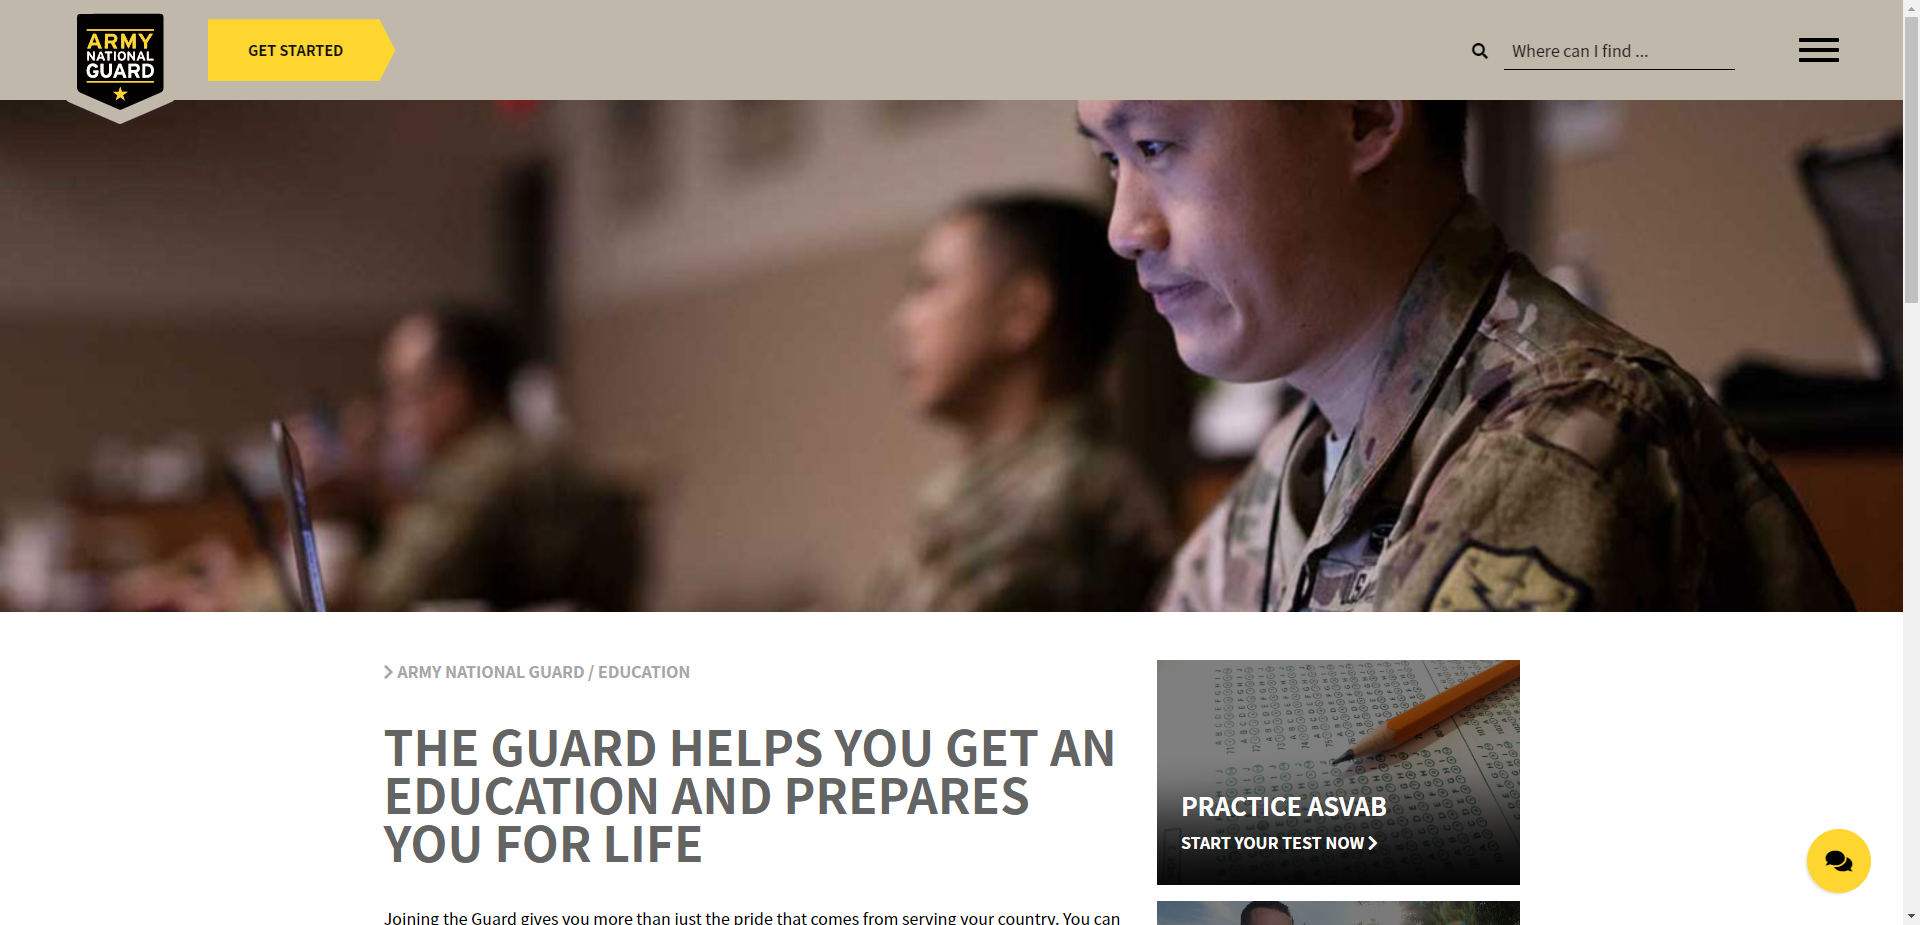 ARMY
NATIONAL
GUARD
GET STARTED
Where can I find ...
ARMY NATIONAL GUARD / EDUCATION
THE GUARD HELPS YOU GET AN
EDUCATION AND PREPARES
YOU FOR LIFE
Joining the Guard gives you more than just the pride that comes from serving your country. You can
PRACTICE ASVAB
START YOUR TEST NOW